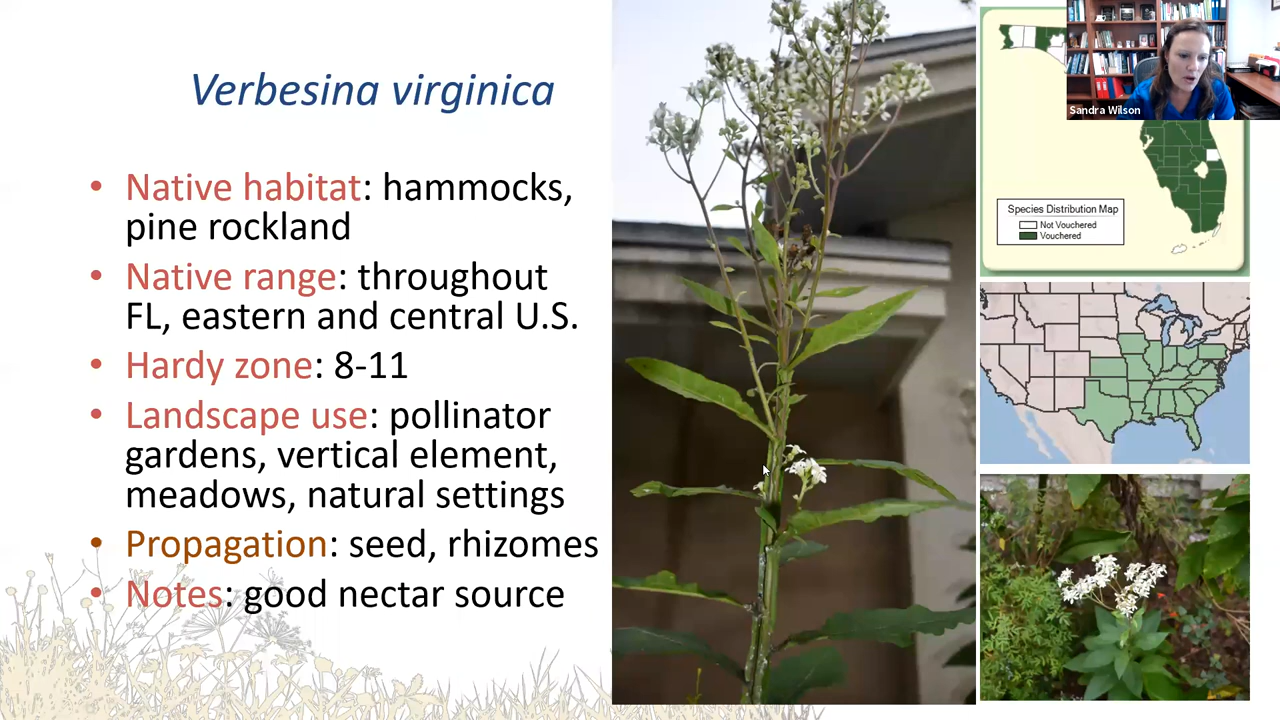 Verbesina virginica
• Native habitat: hammocks,
pine rockland
• Native range: throughout
FL, eastern and central U.S.
• Hardy zone: 8-11
• Landscape use: pollinator
gardens, vertical element,
meadows, natural settings
• Propagation: seed, rhizomes
• Notes: good nectar source
Sandra Wilson
Species Distribution Map
Not Vouchered
Vouchered